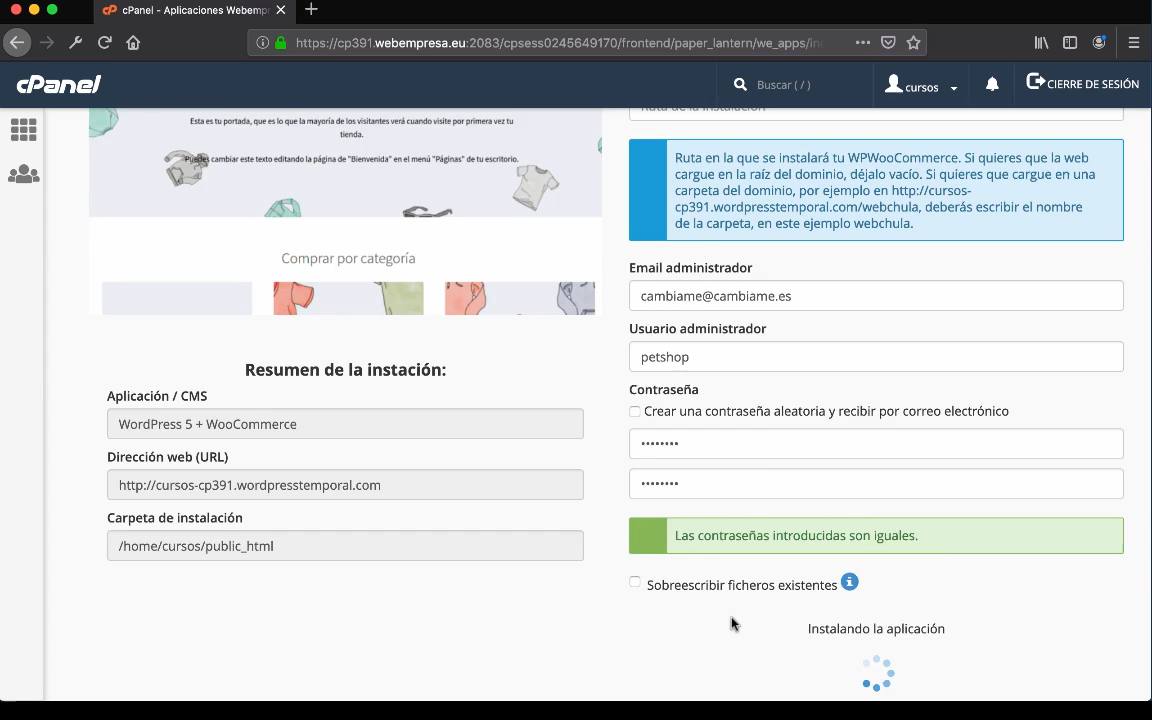 cPanel - Aplicaciones Webempr
https://cp391.webempresa.eu:2083/cpsess0245649170/frontend/paper_lantern/we_apps/in
cPanel
Buscar ( / )
cursos
CIERRE DE SESIÓN
Esta es tu portada, que es lo que la mayoría de los visitantes verá cuando visite por primera vez tu
tienda.
Puedes cambiar este texto editando la página de "Bienvenida" en el menú "Páginas" de tu escritorio.
Comprar por categoría
Resumen de la instación:
Aplicación / CMS
WordPress 5 + WooCommerce
Dirección web (URL)
http://cursos-cp391.wordpresstemporal.com
Carpeta de instalación
/home/cursos/public_html
Ruta de la instalación
Ruta en la que se instalará tu WPWooCommerce. Si quieres que la web
cargue en la raíz del dominio, déjalo vacío. Si quieres que cargue en una
carpeta del dominio, por ejemplo en http://cursos-
cp391.wordpresstemporal.com/webchula, deberás escribir el nombre
de la carpeta, en este ejemplo webchula.
Email administrador
cambiame@cambiame.es
Usuario administrador
petshop
Contraseña
Crear una contraseña aleatoria y recibir por correo electrónico
••••••••
••••••••
Las contraseñas introducidas son iguales.
Sobreescribir ficheros existentes
Instalando la aplicación